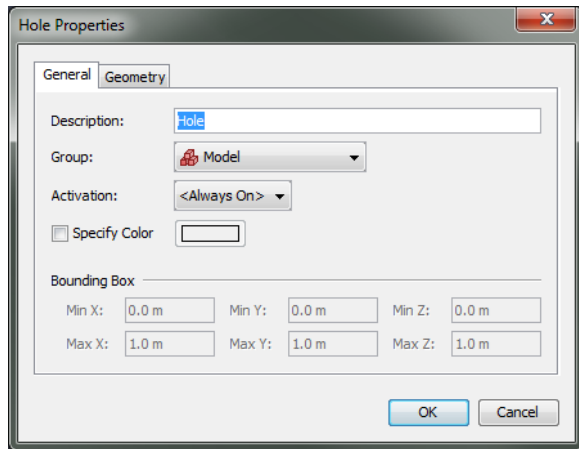 Hole Properties
General Geometry
Description: Hole
Group: Model
Activation: <Always On>
Specify Color
Bounding Box
Min X: 0.0 m Min Y: 0.0 m Min Z: 0.0 m
Max X: 1.0 m Max Y: 1.0 m Max Z: 1.0 m
OK Cancel